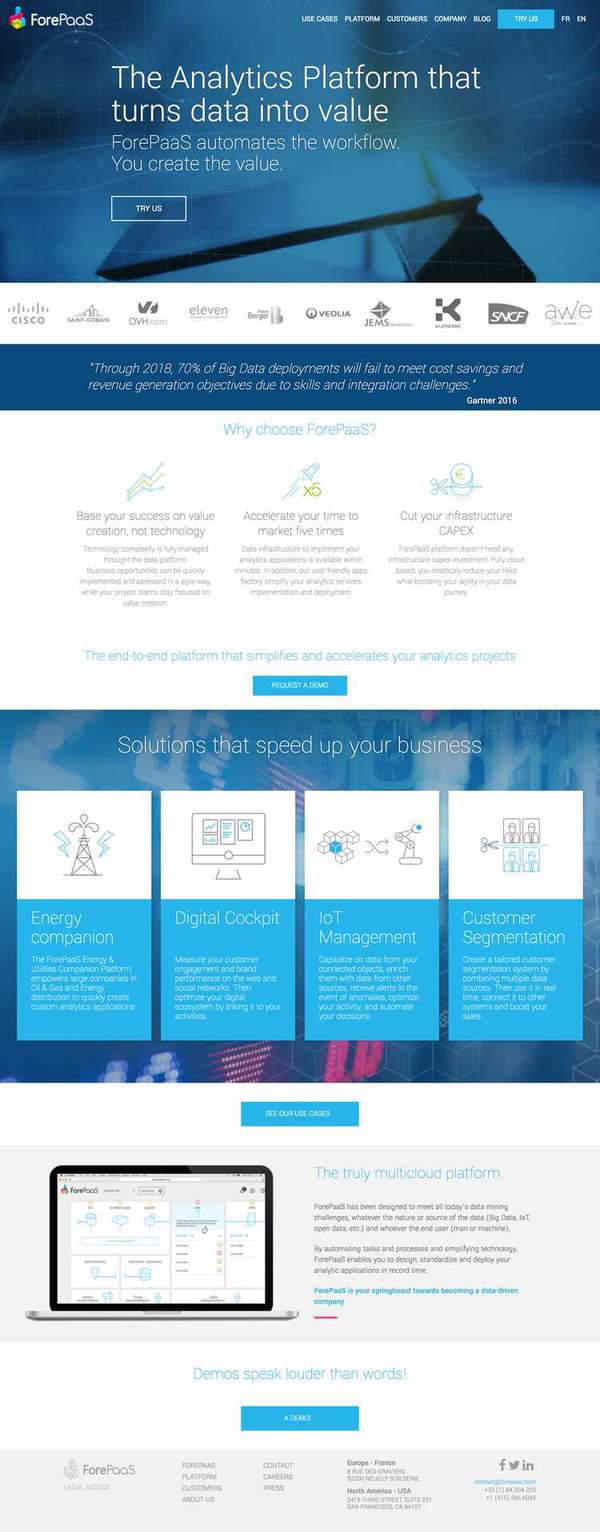 ForePaaS
USE CASES PLATFORM CUSTOMERS COMPANY BLOG TRY US FR EN
The Analytics Platform that
turns data into value
ForePaaS automates the workflow.
You create the value.
TRY US
CISCO
SAINT-GOBAIN
OVH.com
eleven
Berger
VEOLIA
JEMS
KLEPIERRE
SNCF
awe
"Through 2018, 70% of Big Data deployments will fail to meet cost savings and
revenue generation objectives due to skills and integration challenges."
Gartner 2016
Why choose ForePaaS?
x5
Base your success on value
creation, not technology
Technology complexity is fully managed
throught the data platform.
Business opportunities can be quickly
implemented and assessed in a agile way,
while your project teams stay focused on
value creation.
Accelerate your time to
market five times
Data infrastructure to implement your
analytics applications is available within
minutes. In addition, our user friendly apps
factory simplify your analytics services
implementation and deployment.
Cut your infrastructure
CAPEX
ForePaaS platform doesn't need any
infrastructure capex investment. Fully cloud
based, you drasticaly reduce your risks
while boosting your agility in your data
journey.
The end-to-end platform that simplifies and accelerates your analytics projects
REQUEST A DEMO
Solutions that speed up your business
Energy
companion
The ForePaaS Energy &
Utilities Companion Platform
empowers large companies in
Oil & Gas and Energy
distribution to quickly create
custom analytics applications
Digital Cockpit
Measure your customer
engagement and brand
performance on the web and
social networks. Then
optimize your digital
ecosystem by linking it to your
activities.
IoT
Management
Capitalize on data from your
connected objects, enrich
them with data from other
sources, receive alerts in the
event of anomalies, optimize
your activity, and automate
your decisions.
Customer
Segmentation
Create a tailored customer
segmentation system by
combining multiple data
sources. Then use it in real
time, connect it to other
systems and boost your
sales.
SEE OUR USE CASES
ForePaaS
The truly multicloud platform
ForePaaS has been designed to meet all today's data mining
challenges, whatever the nature or source of the data (Big Data, IoT,
open data, etc.) and whoever the end user (man or machine).
By automating tasks and processes and simplifying technology,
ForePaaS enables you to design, standardize and deploy your
analytic applications in record time.
ForePaaS is your springboard towards becoming a data-driven
company
Demos speak louder than words!
A DEMO!
ForePaaS
LEGAL NOTICE
FOREPAAS
PLATFORM
CUSTOMERS
ABOUT US
CONTACT
CAREERS
PRESS
Europe - France
8 RUE DES GRAVIERS
92200 NEUILLY SUR SEINE
North America - USA
2415 THIRD STREET, SUITE 231
SAN FRANCISCO, CA 94107
contact@forepaas.com
+33 (1) 84 204 203
+1 (415) 595 5045